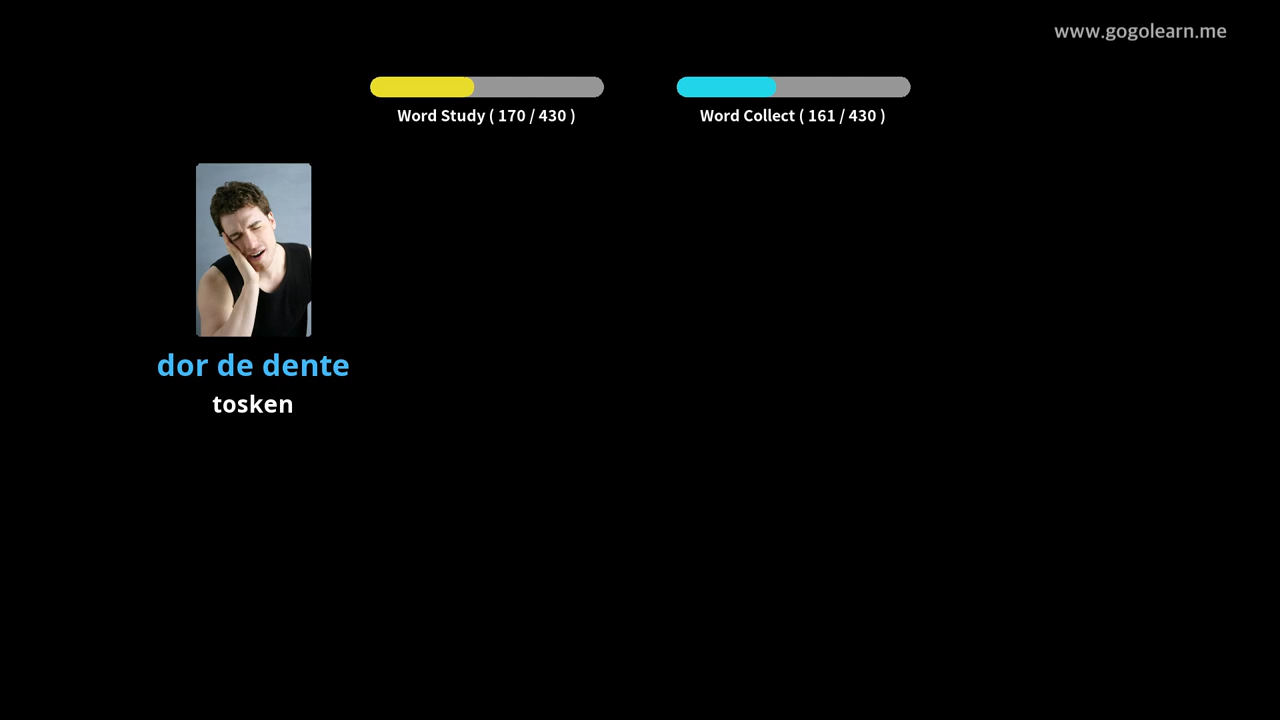 www.gogolearn.me
Word Study ( 170 / 430 )
Word Collect ( 161 / 430 )
dor de dente
tosken